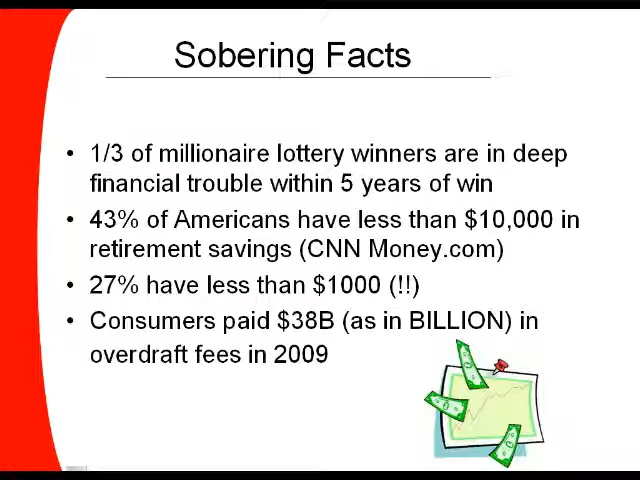 Sobering Facts
• 1/3 of millionaire lottery winners are in deep
financial trouble within 5 years of win
• 43% of Americans have less than $10,000 in
retirement savings (CNN Money.com)
• 27% have less than $1000 (!!)
• Consumers paid $38B (as in BILLION) in
overdraft fees in 2009